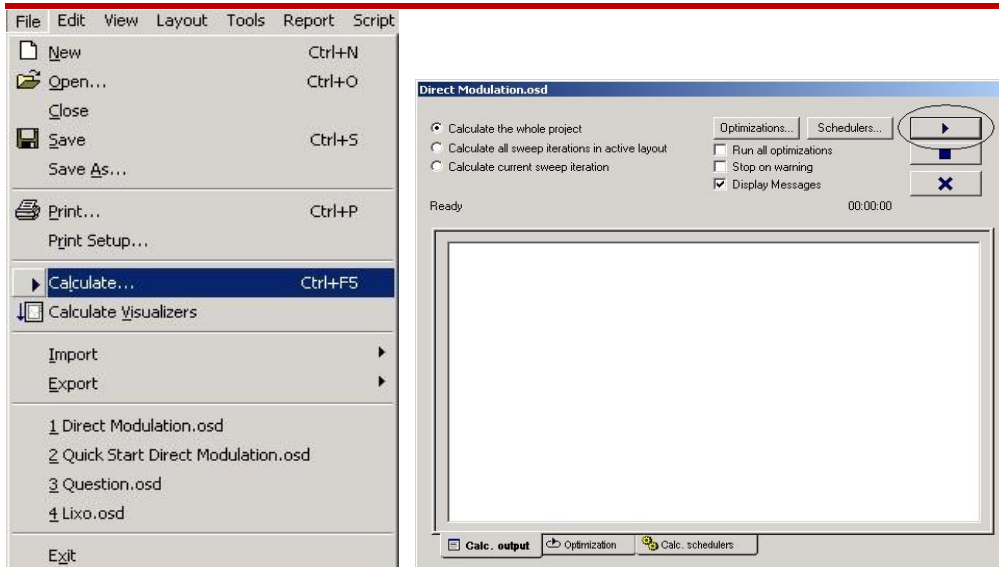 File Edit View Layout Tools Report Script
New Ctrl+N
Open... Ctrl+O
Close
Save Ctrl+S
Save As...
Print... Ctrl+P
Print Setup...
Calculate... Ctrl+F5
Calculate Visualizers
Import
Export
1 Direct Modulation.osd
2 Quick Start Direct Modulation.osd
3 Question.osd
4 Lixo.osd
Exit
Direct Modulation.osd
Calculate the whole project
Calculate all sweep iterations in active layout
Calculate current sweep iteration
Optimizations... Schedulers...
Run all optimizations
Stop on warning
Display Messages
Ready 00:00:00
Calc. output Optimization Calc. schedulers